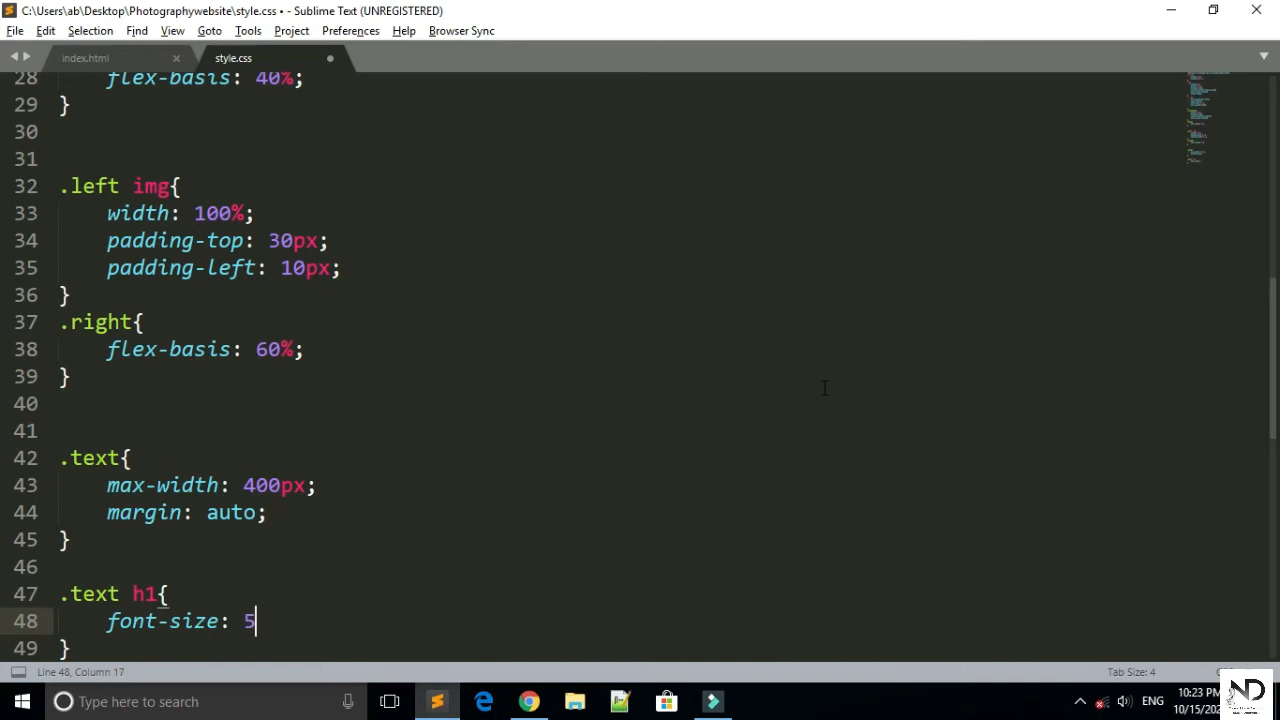 C:\Users\ab\Desktop\Photographywebsite\style.css • - Sublime Text (UNREGISTERED)
File Edit Selection Find View Goto Tools Project Preferences Help Browser Sync
index.html × style.css
28 flex-basis: 40%;
29 }
30
31
32 .left img{
33 width: 100%;
34 padding-top: 30px;
35 padding-left: 10px;
36 }
37 .right{
38 flex-basis: 60%;
39 }
40
41
42 .text{
43 max-width: 400px;
44 margin: auto;
45 }
46
47 .text h1{
48 font-size: 5
49 }
Line 48, Column 17 Tab Size: 4
Type here to search ENG 10:23 PM
ND